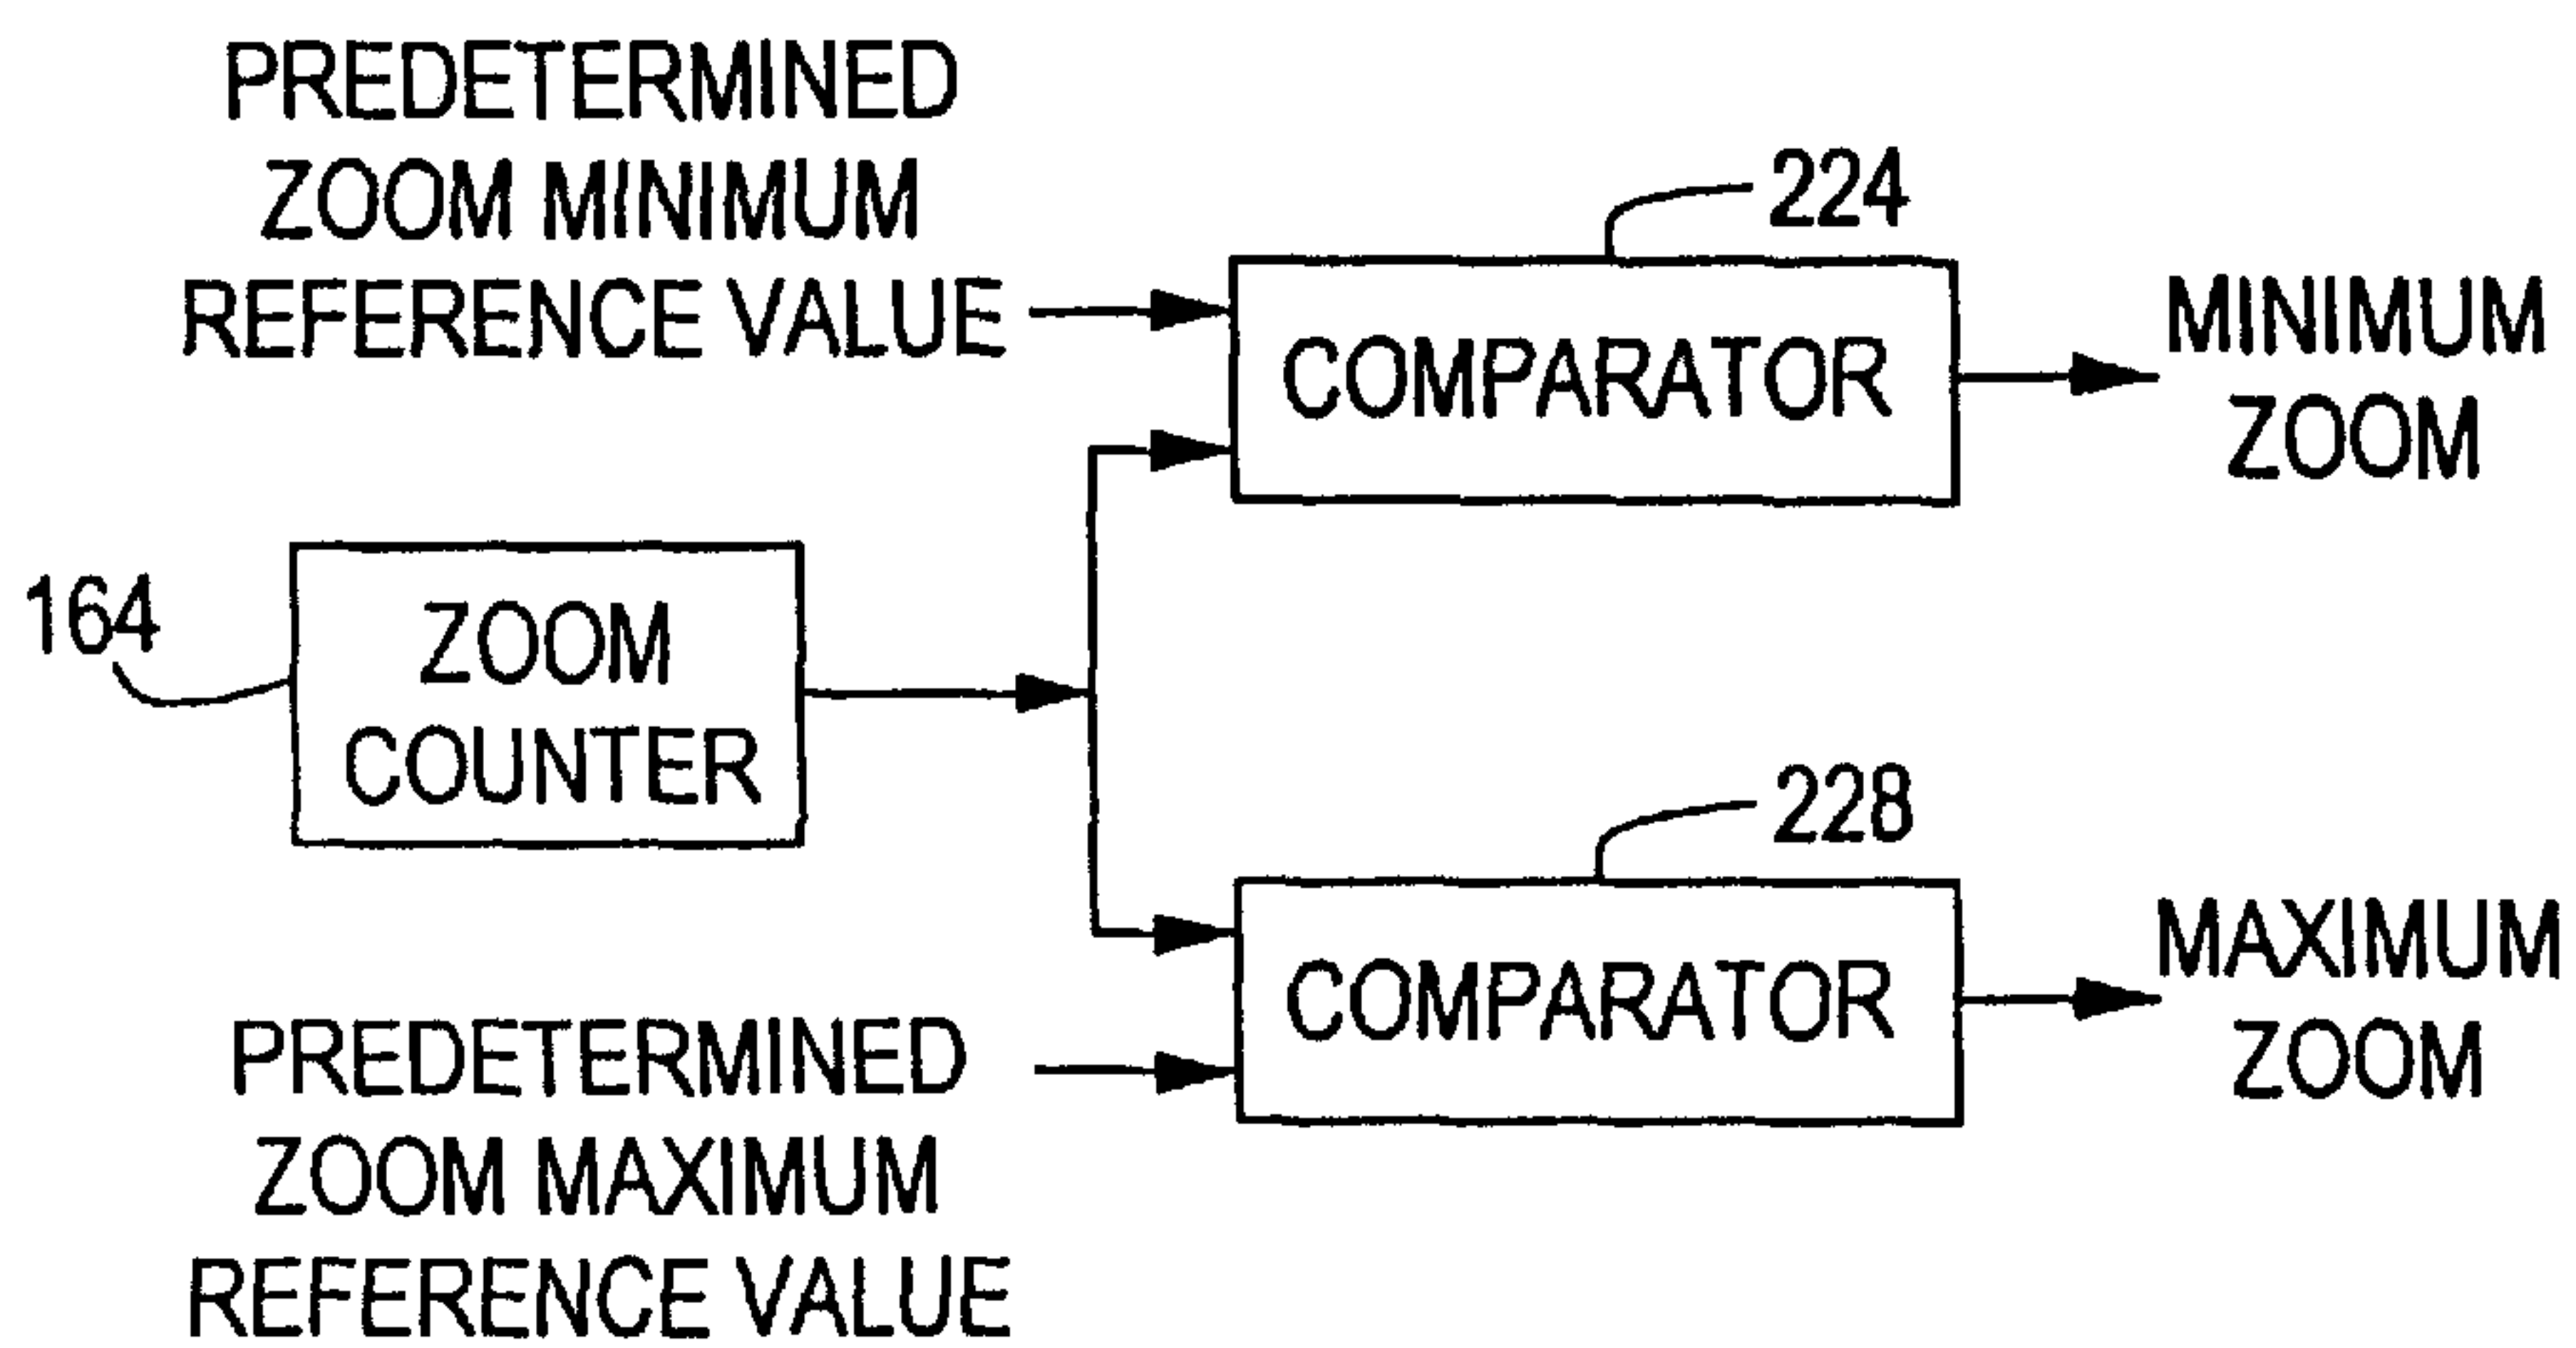 PREDETERMINED
ZOOM MINIMUM
REFERENCE VALUE
224
COMPARATOR
MINIMUM
ZOOM
164
ZOOM
COUNTER
228
COMPARATOR
MAXIMUM
ZOOM
PREDETERMINED
ZOOM MAXIMUM
REFERENCE VALUE